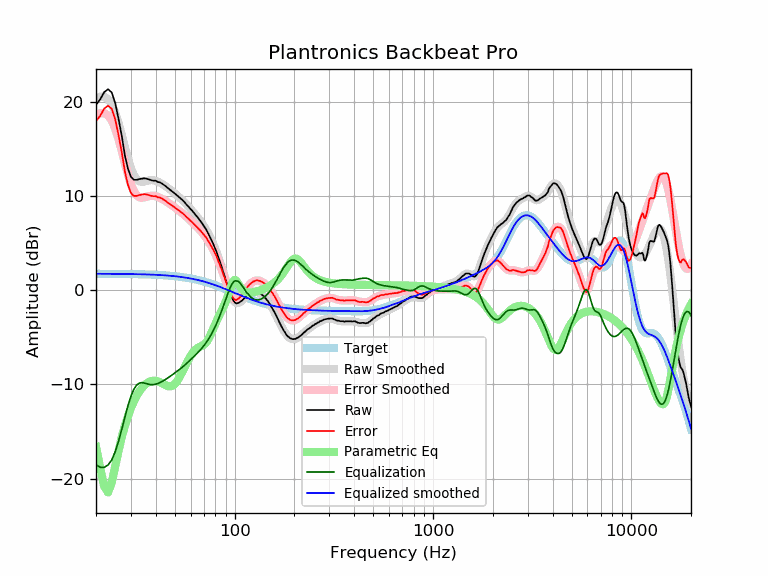 Plantronics Backbeat Pro
Amplitude (dBr)
20
10
0
−10
−20
Target
Raw Smoothed
Error Smoothed
Raw
Error
Parametric Eq
Equalization
Equalized smoothed
100
1000
10000
Frequency (Hz)